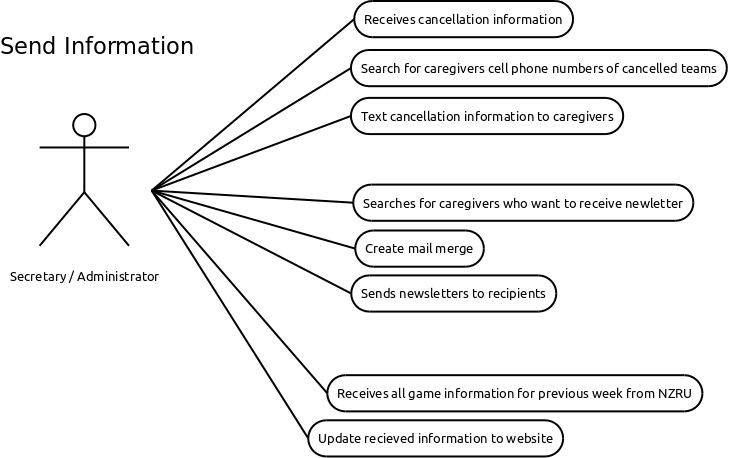 Send Information
Receives cancellation information
Search for caregivers cell phone numbers of cancelled teams
Text cancellation information to caregivers
Searches for caregivers who want to receive newletter
Create mail merge
Secretary / Administrator
Sends newsletters to recipients
Receives all game information for previous week from NZRU
Update recieved information to website